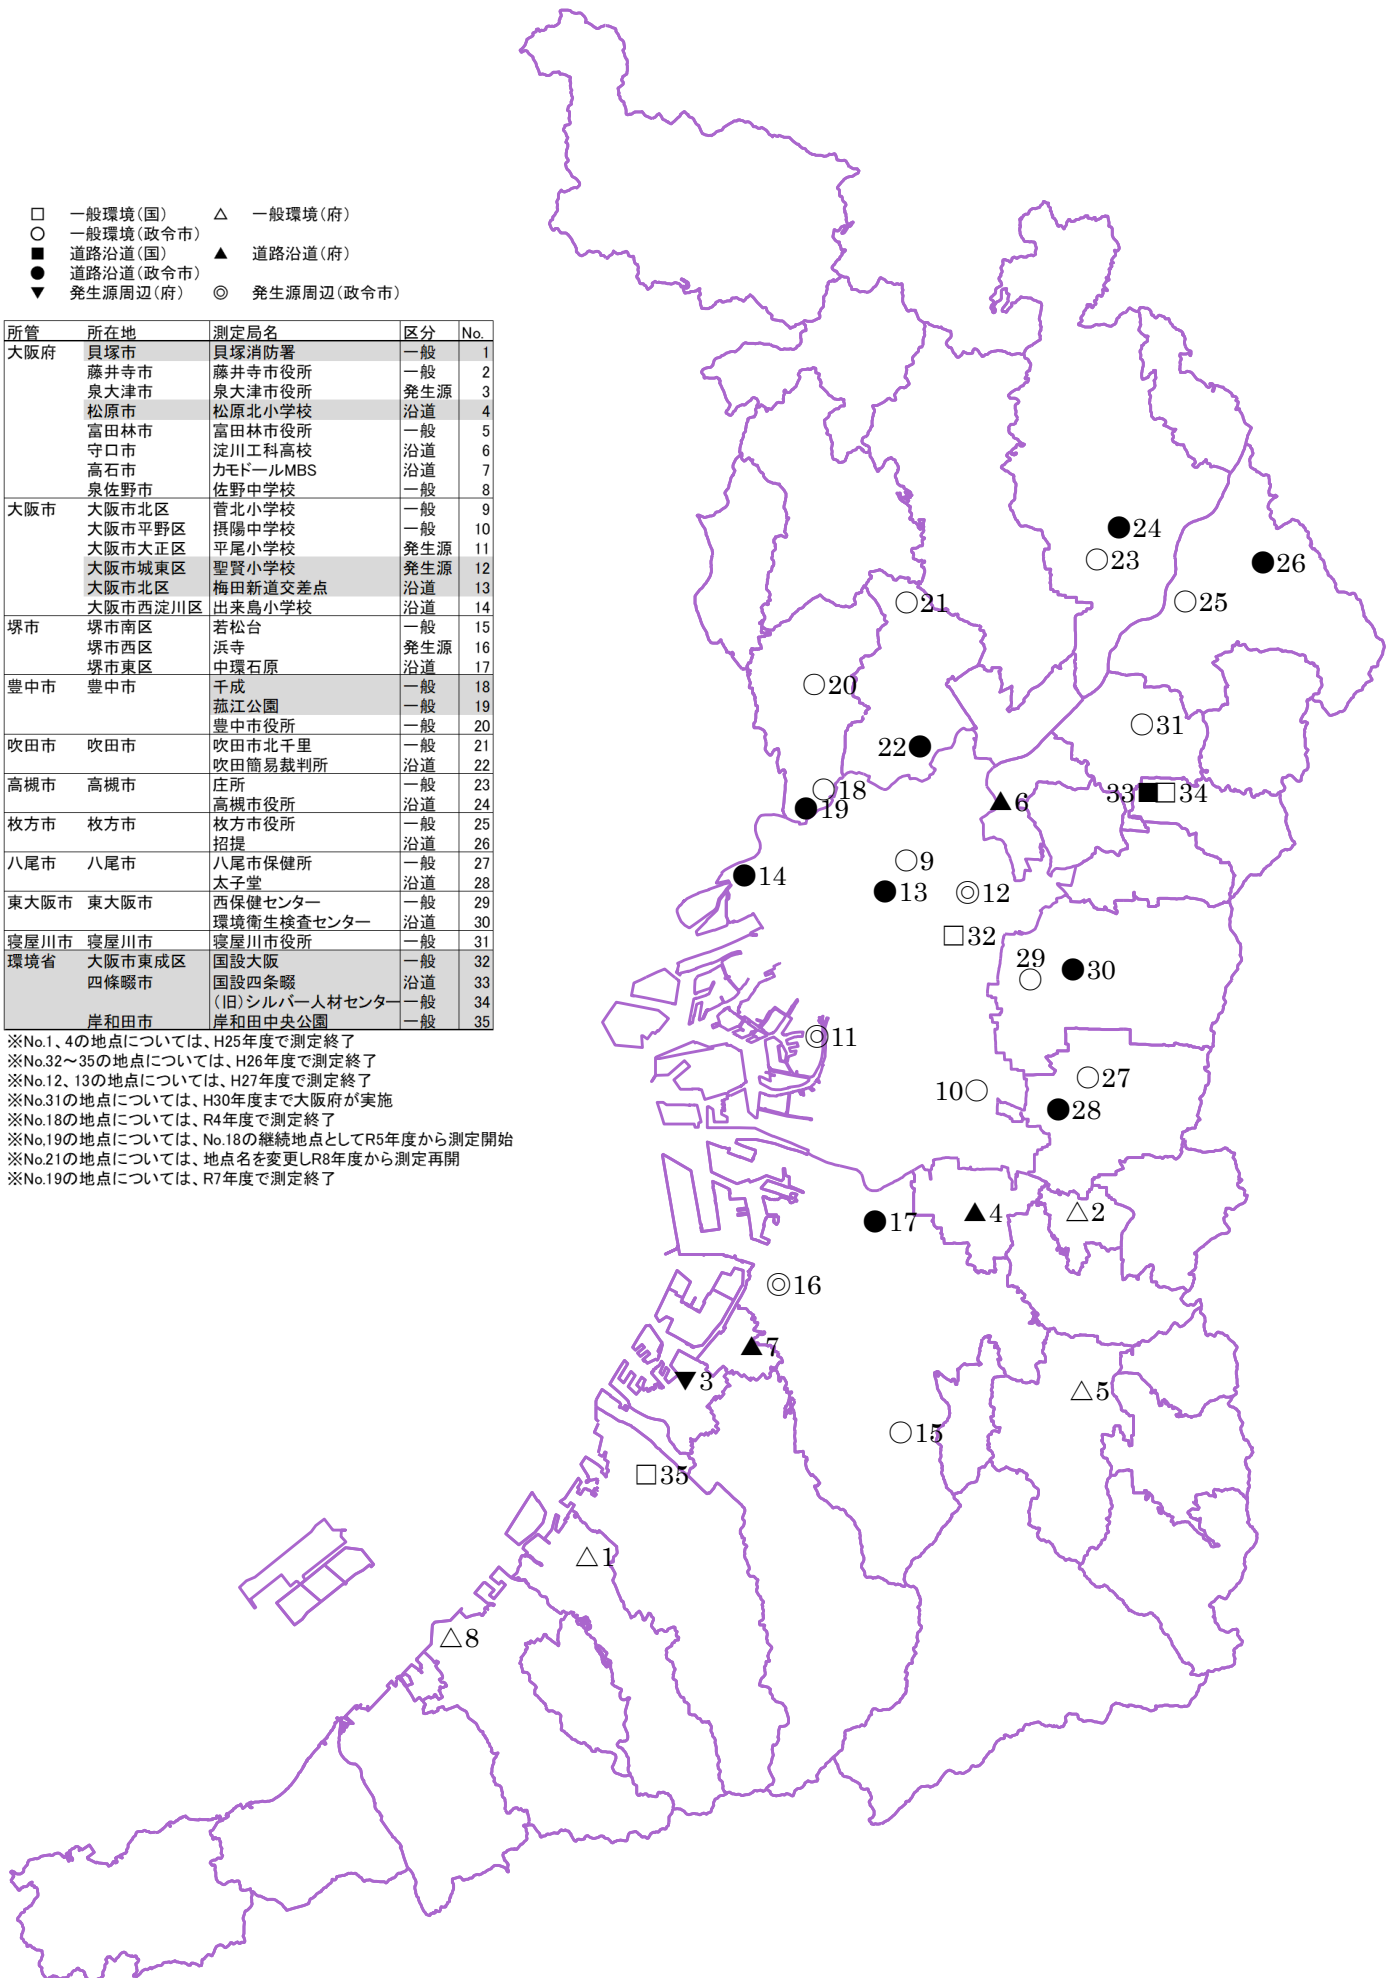 □ 一般環境(国) △ 一般環境(府)
○ 一般環境(政令市)
■ 道路沿道(国) ▲ 道路沿道(府)
● 道路沿道(政令市)
▼ 発生源周辺(府) ◎ 発生源周辺(政令市)
所管 所在地 測定局名 区分 No.
大阪府 貝塚市 貝塚消防署 一般 1
藤井寺市 藤井寺市役所 一般 2
泉大津市 泉大津市役所 発生源 3
松原市 松原北小学校 沿道 4
富田林市 富田林市役所 一般 5
守口市 淀川工科高校 沿道 6
高石市 カモドールMBS 沿道 7
泉佐野市 佐野中学校 一般 8
大阪市 大阪市北区 菅北小学校 一般 9
大阪市平野区 摂陽中学校 一般 10
大阪市大正区 平尾小学校 発生源 11
大阪市城東区 聖賢小学校 発生源 12
大阪市北区 梅田新道交差点 沿道 13
大阪市西淀川区 出来島小学校 沿道 14
堺市 堺市南区 若松台 一般 15
堺市西区 浜寺 発生源 16
堺市東区 中環石原 沿道 17
豊中市 豊中市 千成 一般 18
菰江公園 一般 19
豊中市役所 一般 20
吹田市 吹田市 吹田市北千里 一般 21
吹田簡易裁判所 沿道 22
高槻市 高槻市 庄所 一般 23
高槻市役所 沿道 24
枚方市 枚方市 枚方市役所 一般 25
招提 沿道 26
八尾市 八尾市 八尾市保健所 一般 27
太子堂 沿道 28
東大阪市 東大阪市 西保健センター 一般 29
環境衛生検査センター 沿道 30
寝屋川市 寝屋川市 寝屋川市役所 一般 31
環境省 大阪市東成区 国設大阪 一般 32
四條畷市 国設四条畷 沿道 33
(旧)シルバー人材センター 一般 34
岸和田市 岸和田中央公園 一般 35
※No.1、4の地点については、H25年度で測定終了
※No.32～35の地点については、H26年度で測定終了
※No.12、13の地点については、H27年度で測定終了
※No.31の地点については、H30年度まで大阪府が実施
※No.18の地点については、R4年度で測定終了
※No,19の地点については、No.18の継続地点としてR5年度から測定開始
※No.21の地点については、地点名を変更しR8年度から測定再開
※No.19の地点については、R7年度で測定終了
24
23
26
25
21
20
31
22
18
19
33
34
6
9
14
13
12
32
29
30
11
10
27
28
17
4
2
16
7
3
5
15
35
1
8